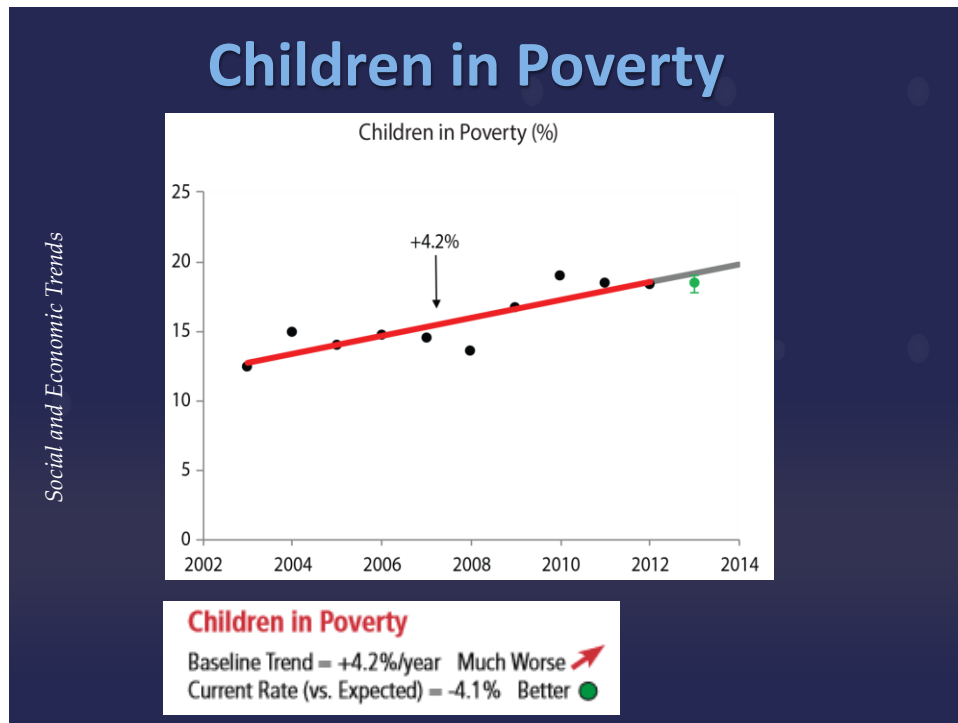 Children in Poverty
Social and Economic Trends
Children in Poverty (%)
25
20
15
10
5
0
+4.2%
2002 2004 2006 2008 2010 2012 2014
Children in Poverty
Baseline Trend = +4.2%/year Much Worse
Current Rate (vs. Expected) = -4.1% Better